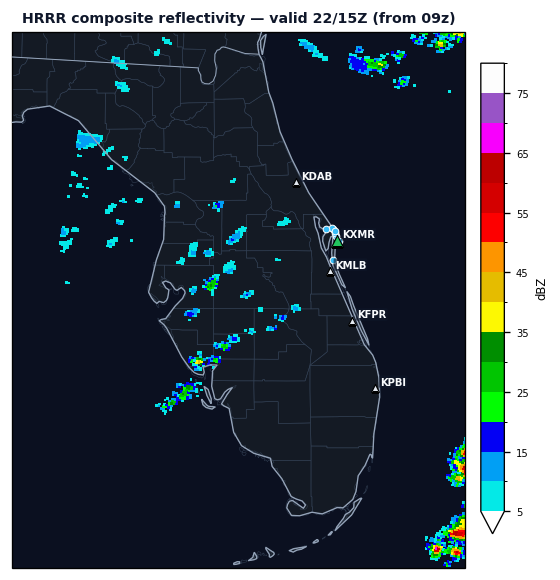 HRRR composite reflectivity — valid 22/15Z (from 09z)
KDAB
KXMR
KMLB
KFPR
KPBI
75
65
55
45
35
25
15
5
dBZ